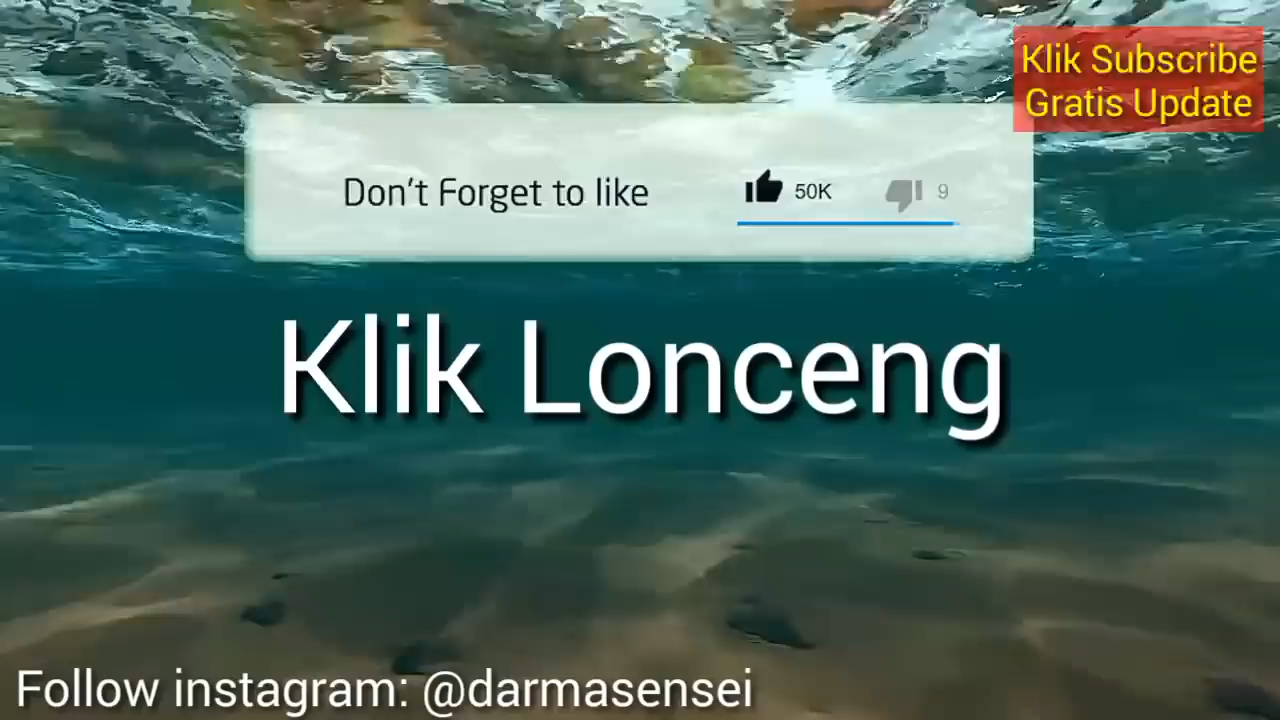 Klik Subscribe
Gratis Update
Don't Forget to like 50K 9
Klik Lonceng
Follow instagram: @darmasensei